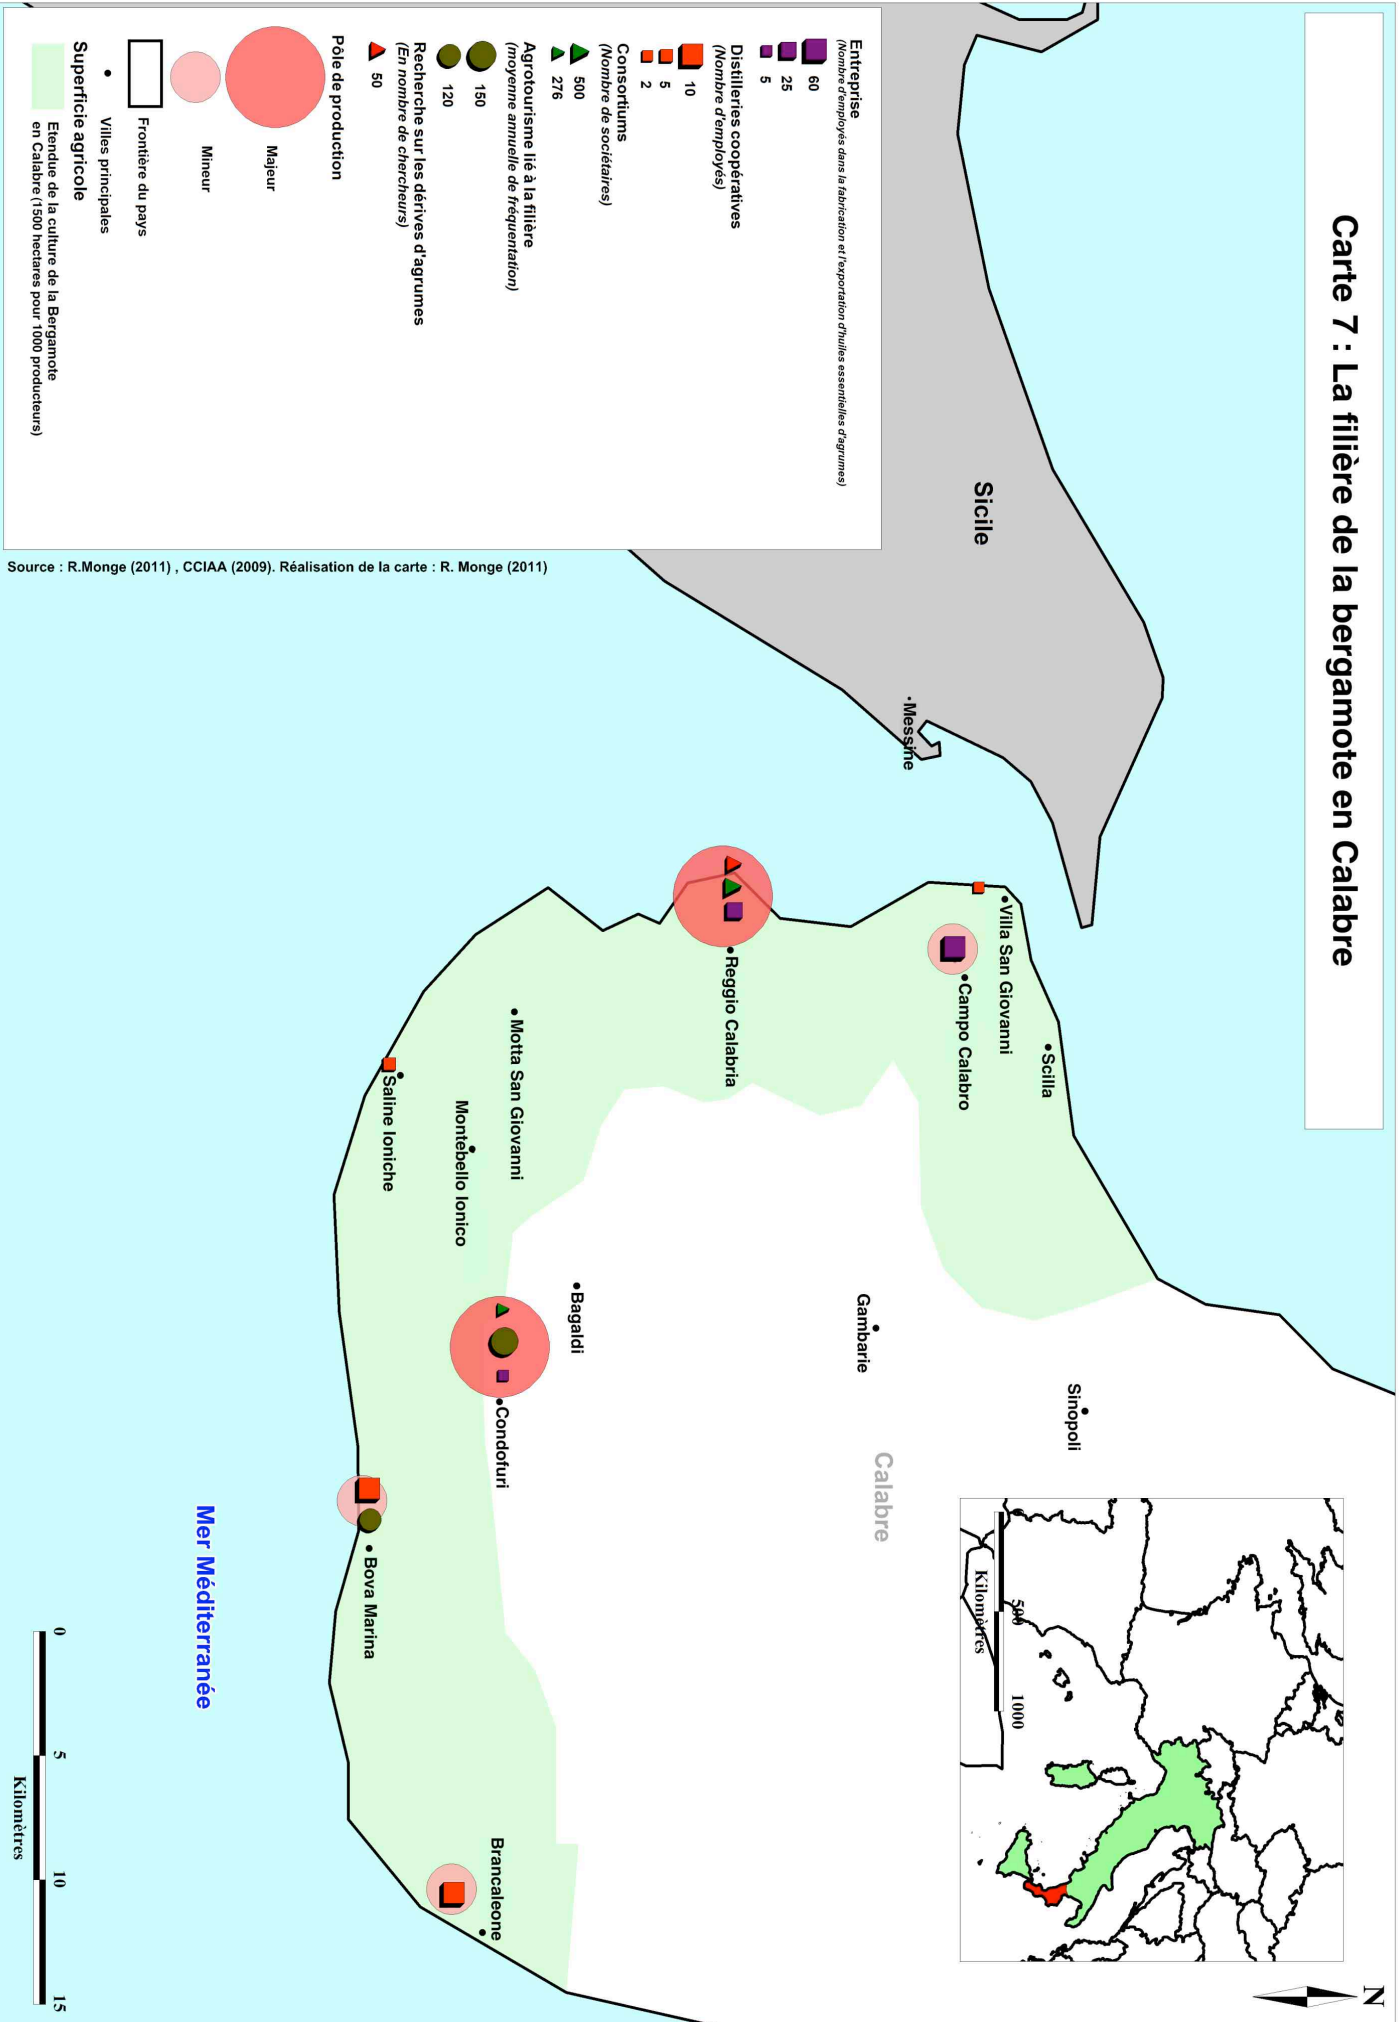 Carte 7 : La filière de la bergamote en Calabre
N
0
500
1000
Kilomètres
Sicile
Messine
Villa San Giovanni
Scilla
Campo Calabro
Reggio Calabria
Motta San Giovanni
Montebello Ionico
Saline Ioniche
Sinopoli
Gambarie
Bagaldi
Calabre
Condofuri
Bova Marina
Brancaleone
Mer Méditerranée
0
5
10
15
Kilomètres
Entreprise
(Nombre d'employés dans la fabrication et l'exportation d'huiles essentielles d'agrumes)
60
25
5
Distilleries coopératives
(Nombre d'employés)
10
5
2
Consortiums
(Nombre de sociétaires)
500
276
Agrotourisme lié à la filière
(moyenne annuelle de fréquentation)
150
120
Recherche sur les dérives d'agrumes
(En nombre de chercheurs)
50
Pôle de production
Majeur
Mineur
Frontière du pays
Villes principales
Superficie agricole
Etendue de la culture de la Bergamote
en Calabre (1500 hectares pour 1000 producteurs)
Source : R.Monge (2011) , CCIAA (2009). Réalisation de la carte : R. Monge (2011)